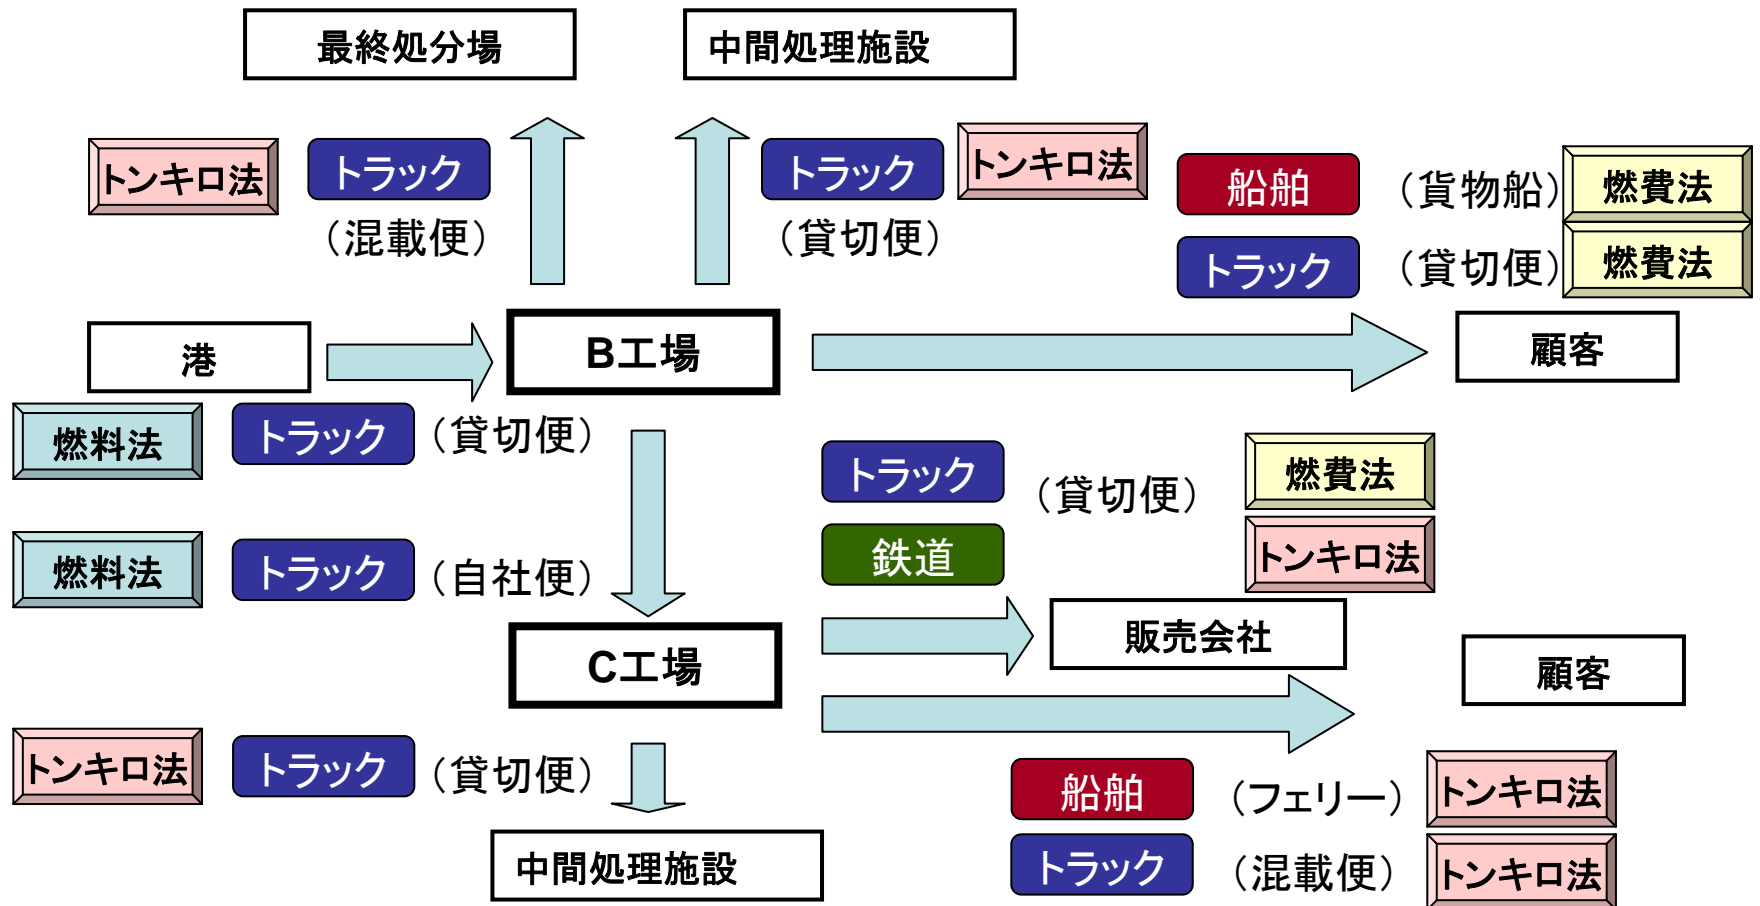 最終処分場
中間処理施設
トンキロ法
トラック
（混載便）
トラック
（貸切便）
トンキロ法
船舶
（貨物船）
燃費法
トラック
（貸切便）
燃費法
港
B工場
顧客
燃料法
トラック
（貸切便）
トラック
（貸切便）
燃費法
鉄道
トンキロ法
燃料法
トラック
（自社便）
C工場
販売会社
顧客
トンキロ法
トラック
（貸切便）
船舶
（フェリー）
トンキロ法
トラック
（混載便）
トンキロ法
中間処理施設